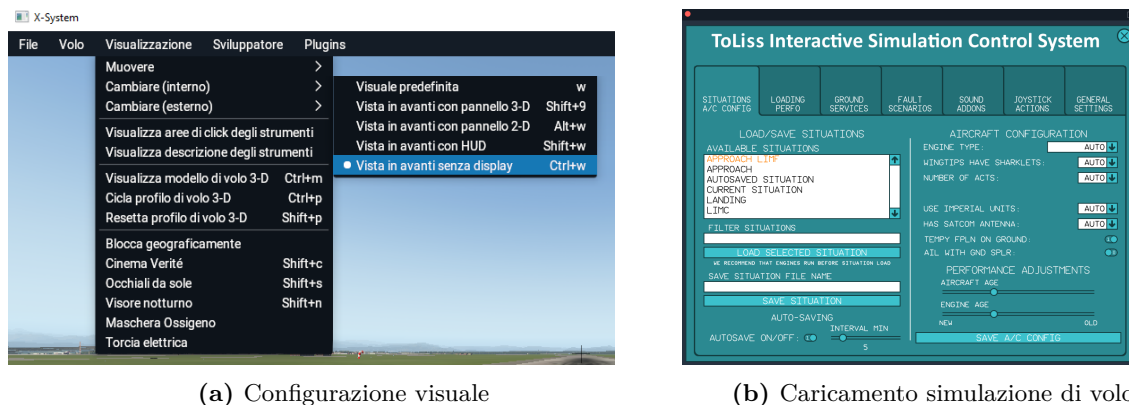 X-System
File Volo Visualizzazione Sviluppatore Plugins
Muovere
Cambiare (interno)
Cambiare (esterno)
Visualizza aree di click degli strumenti
Visualizza descrizione degli strumenti
Visualizza modello di volo 3-D Ctrl+m
Cicla profilo di volo 3-D Ctrl+p
Resetta profilo di volo 3-D Shift+p
Blocca geograficamente
Cinema Verité Shift+c
Occhiali da sole Shift+s
Visore notturno Shift+n
Maschera Ossigeno
Torcia elettrica
Visuale predefinita w
Vista in avanti con pannello 3-D Shift+9
Vista in avanti con pannello 2-D Alt+w
Vista in avanti con HUD Shift+w
Vista in avanti senza display Ctrl+w
(a) Configurazione visuale
ToLiss Interactive Simulation Control System
SITUATIONS
A/C CONFIG
LOADING
PERFO
GROUND
SERVICES
FAULT
SCENARIOS
SOUND
ADDONS
JOYSTICK
ACTIONS
GENERAL
SETTINGS
LOAD/SAVE SITUATIONS
AVAILABLE SITUATIONS
APPROACH LIMF
APPROACH
AUTOSAVED SITUATION
CURRENT SITUATION
LANDING
LIMC
FILTER SITUATIONS
LOAD SELECTED SITUATION
WE RECOMMEND THAT ENGINES RUN BEFORE SITUATION LOAD
SAVE SITUATION FILE NAME
SAVE SITUATION
AUTO-SAVING
AUTOSAVE ON/OFF: INTERVAL MIN
5
AIRCRAFT CONFIGURATION
ENGINE TYPE: AUTO
WINGTIPS HAVE SHARKLETS: AUTO
NUMBER OF ACTS: AUTO
USE IMPERIAL UNITS: AUTO
HAS SATCOM ANTENNA: AUTO
TEMPY FPLN ON GROUND:
AIL WITH GND SPLR:
PERFORMANCE ADJUSTMENTS
AIRCRAFT AGE
ENGINE AGE
NEW OLD
SAVE A/C CONFIG
(b) Caricamento simulazione di volo